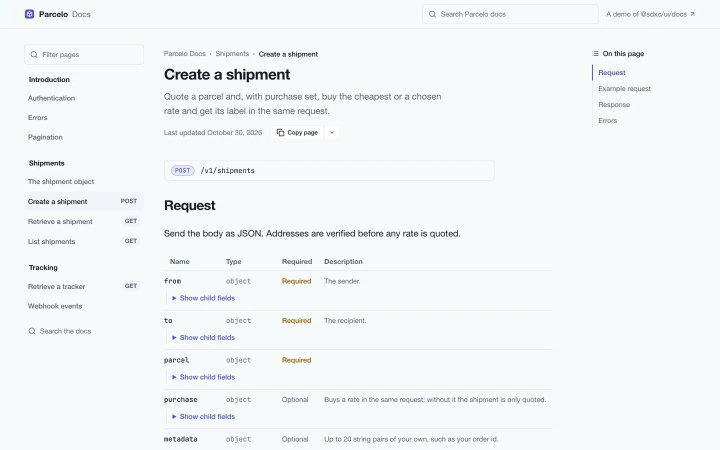 Parcelo Docs
Search Parcelo docs
A demo of @sdxc/ui/docs ↗
Filter pages
Introduction
Authentication
Errors
Pagination
Shipments
The shipment object
Create a shipment POST
Retrieve a shipment GET
List shipments GET
Tracking
Retrieve a tracker GET
Webhook events
Search the docs
Parcelo Docs › Shipments › Create a shipment
Create a shipment
Quote a parcel and, with purchase set, buy the cheapest or a chosen
rate and get its label in the same request.
Last updated October 30, 2026
Copy page
POST /v1/shipments
Request
Send the body as JSON. Addresses are verified before any rate is quoted.
Name Type Required Description
from object Required The sender.
Show child fields
to object Required The recipient.
Show child fields
parcel object Required
Show child fields
purchase object Optional Buys a rate in the same request; without it the shipment is only quoted.
Show child fields
metadata object Optional Up to 20 string pairs of your own, such as your order id.
On this page
Request
Example request
Response
Errors